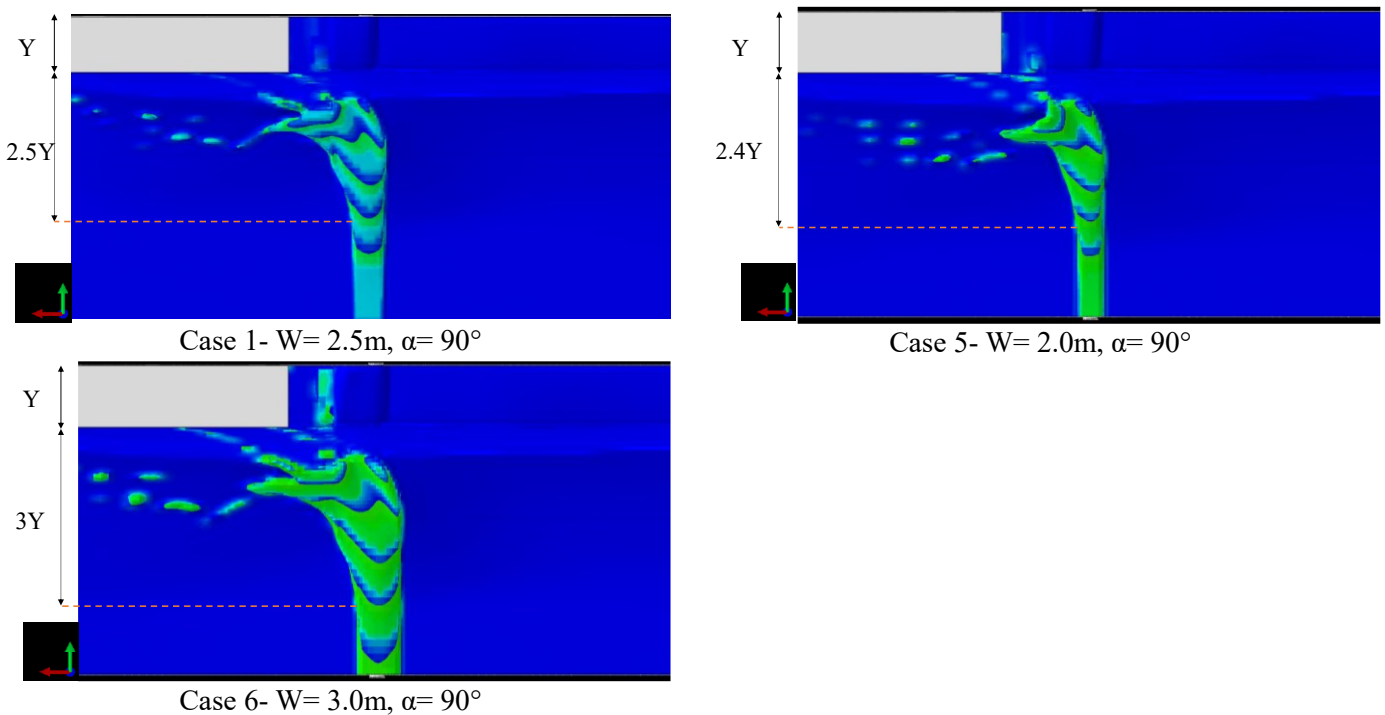 Y
2.5Y
Case 1- W= 2.5m, α= 90°
Y
2.4Y
Case 5- W= 2.0m, α= 90°
Y
3Y
Case 6- W= 3.0m, α= 90°